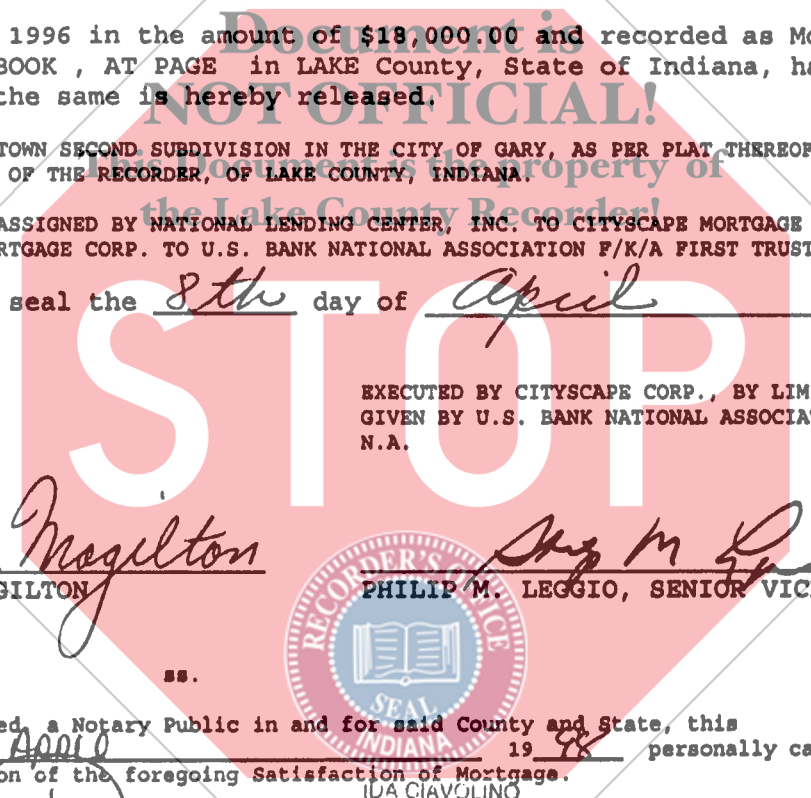 1996 in the amount of $18,000.00 and recorded as Mo
Document is
BOOK , AT PAGE in LAKE County, State of Indiana, ha
the same is hereby released.
NOT OFFICIAL!
TOWN SECOND SUBDIVISION IN THE CITY OF GARY, AS PER PLAT THEREOF
This Document is the property of
OF THE RECORDER, OF LAKE COUNTY, INDIANA.
the Lake County Recorder!
ASSIGNED BY NATIONAL LENDING CENTER, INC. TO CITYSCAPE MORTGAGE
RTGAGE CORP. TO U.S. BANK NATIONAL ASSOCIATION F/K/A FIRST TRUST
seal the 8th day of April
STOP
EXECUTED BY CITYSCAPE CORP., BY LIM
GIVEN BY U.S. BANK NATIONAL ASSOCIA
N.A.
Magilton
GILTON
PHILIP M. LEGGIO, SENIOR VIC
RECORDER'S OFFICE
SEAL
INDIANA
ss.
ed, a Notary Public in and for said County and State, this
April 19 98 personally ca
on of the foregoing Satisfaction of Mortgage.
IDA CIAVOLINO